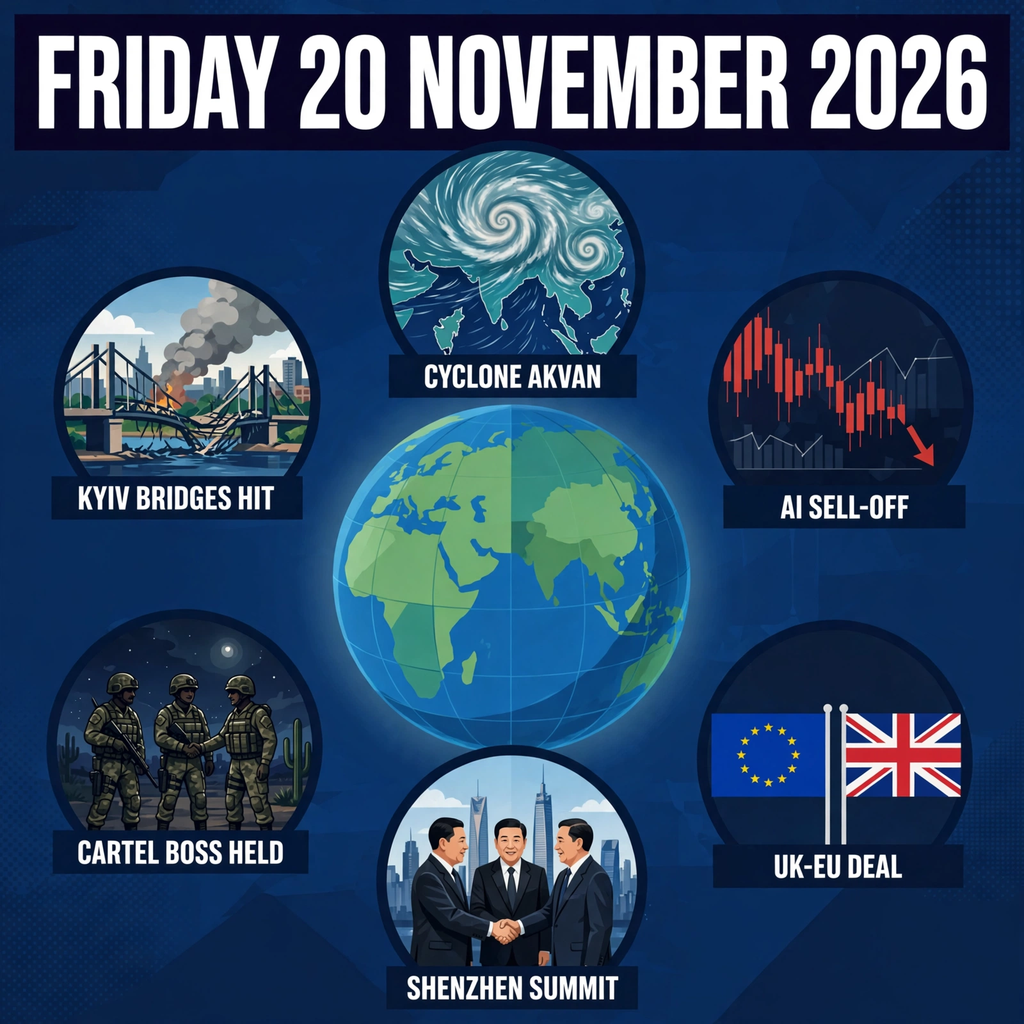 FRIDAY 20 NOVEMBER 2026
CYCLONE AKVAN
KYIV BRIDGES HIT
AI SELL-OFF
CARTEL BOSS HELD
UK-EU DEAL
SHENZHEN SUMMIT